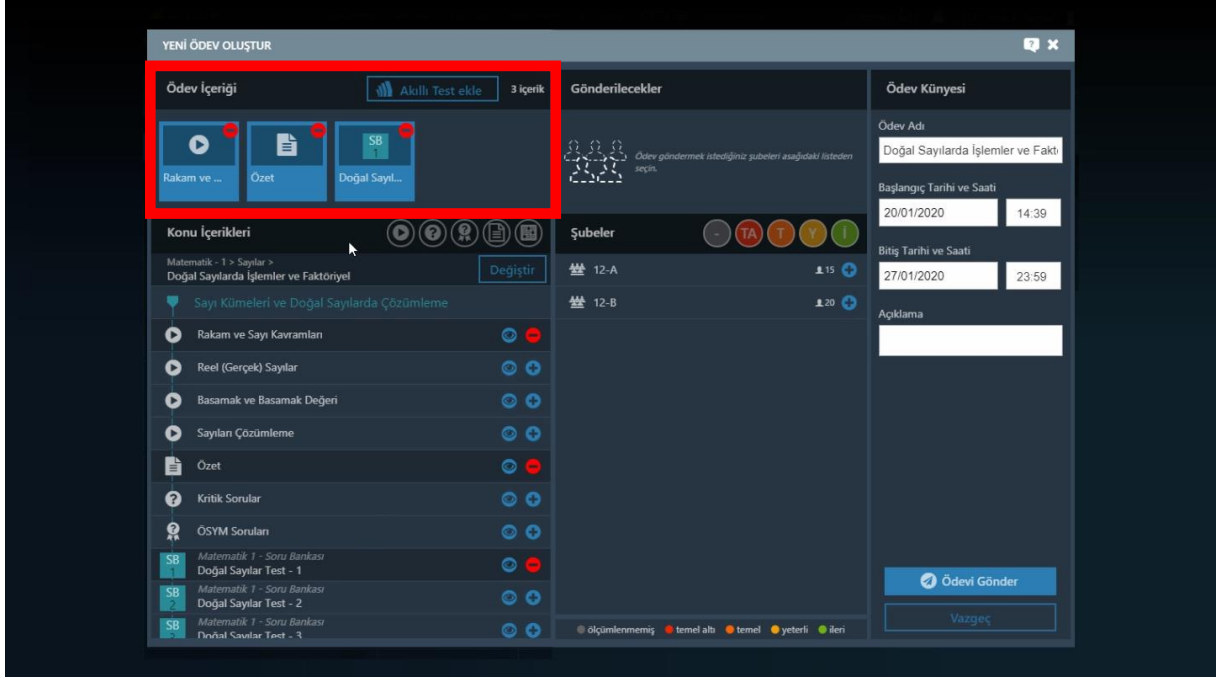 YENİ ÖDEV OLUŞTUR
Ödev İçeriği
Akıllı Test ekle
3 içerik
Rakam ve ...
Özet
SB
1
Doğal Sayıl...
Konu İçerikleri
Matematik - 1 > Sayılar >
Doğal Sayılarda İşlemler ve Faktöriyel
Değiştir
Sayı Kümeleri ve Doğal Sayılarda Çözümleme
Rakam ve Sayı Kavramları
Reel (Gerçek) Sayılar
Basamak ve Basamak Değeri
Sayıları Çözümleme
Özet
Kritik Sorular
ÖSYM Soruları
SB
1
Matematik 1 - Soru Bankası
Doğal Sayılar Test - 1
SB
2
Matematik 1 - Soru Bankası
Doğal Sayılar Test - 2
SB
Matematik 1 - Soru Bankası
Doğal Sayılar Test - 3
Gönderilecekler
Ödev göndermek istediğiniz şubeleri aşağıdaki listeden
seçin.
Şubeler
- TA T Y İ
12-A 15
12-B 20
ölçümlenmemiş temel altı temel yeterli ileri
Ödev Künyesi
Ödev Adı
Doğal Sayılarda İşlemler ve Fakt
Başlangıç Tarihi ve Saati
20/01/2020 14:39
Bitiş Tarihi ve Saati
27/01/2020 23:59
Açıklama
Ödevi Gönder
Vazgeç